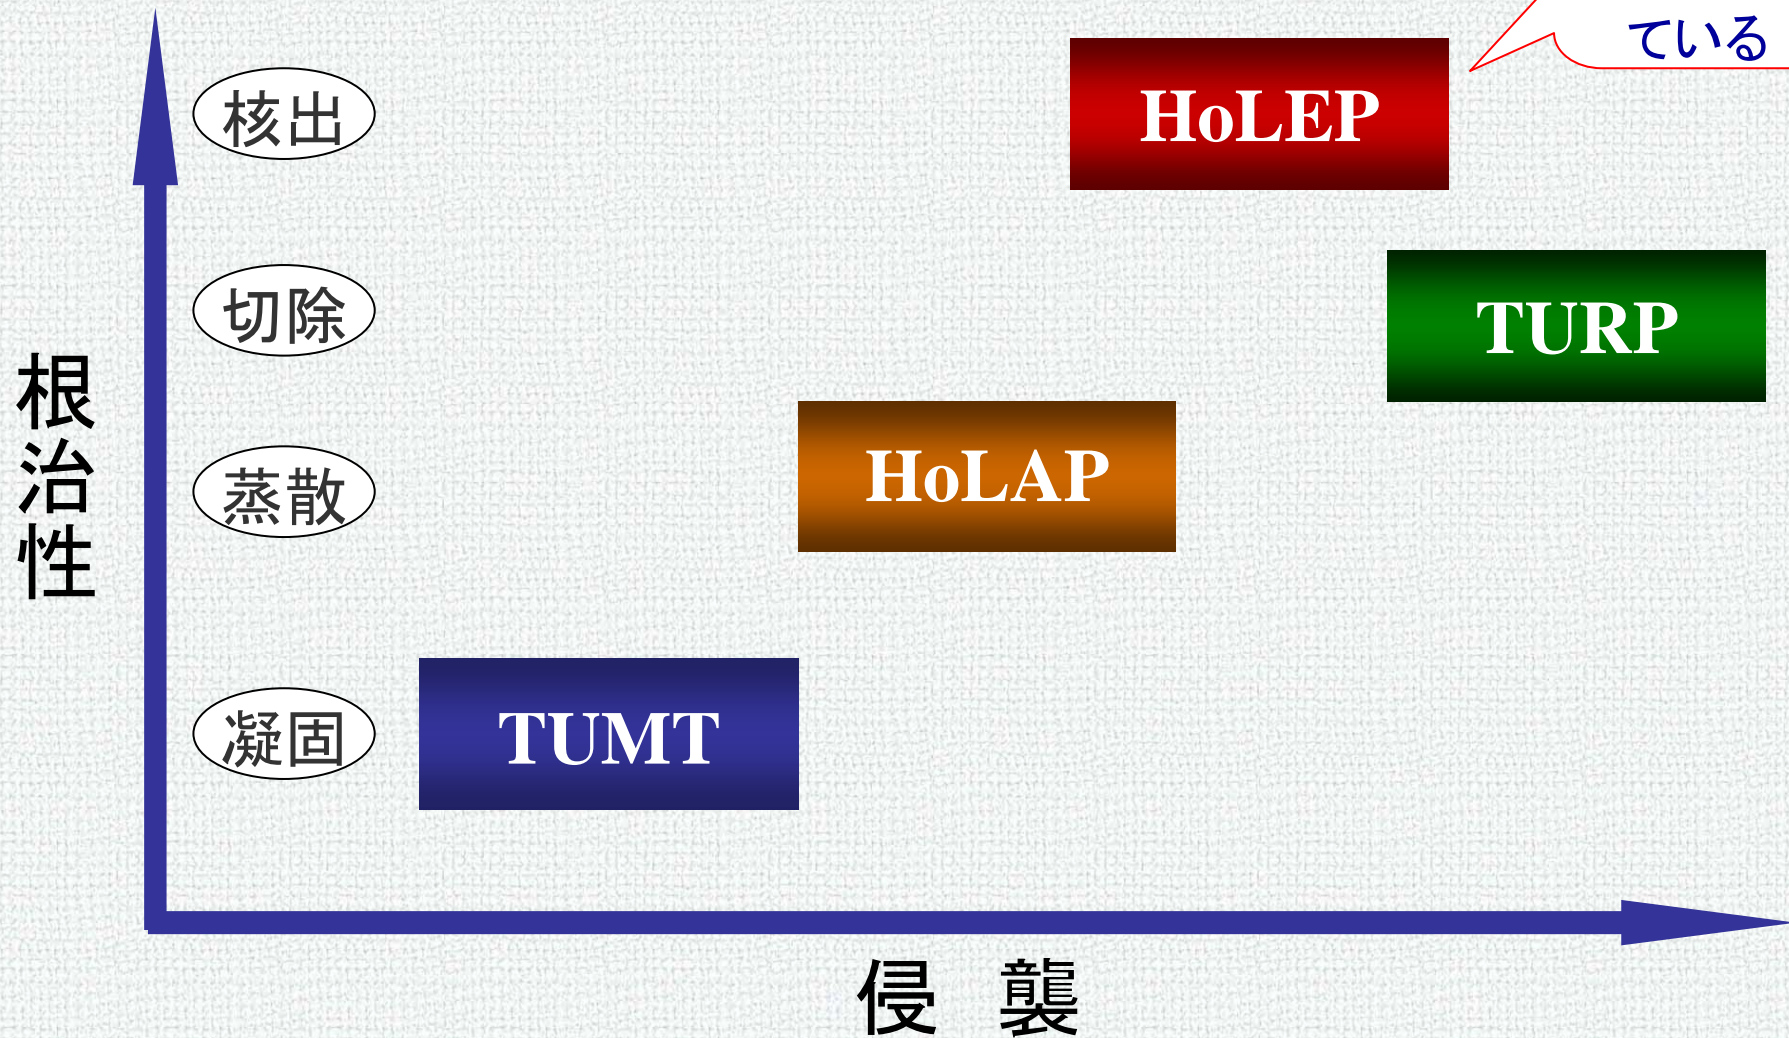 ている
核出
HoLEP
切除
TURP
根治性
蒸散
HoLAP
凝固
TUMT
侵 襲